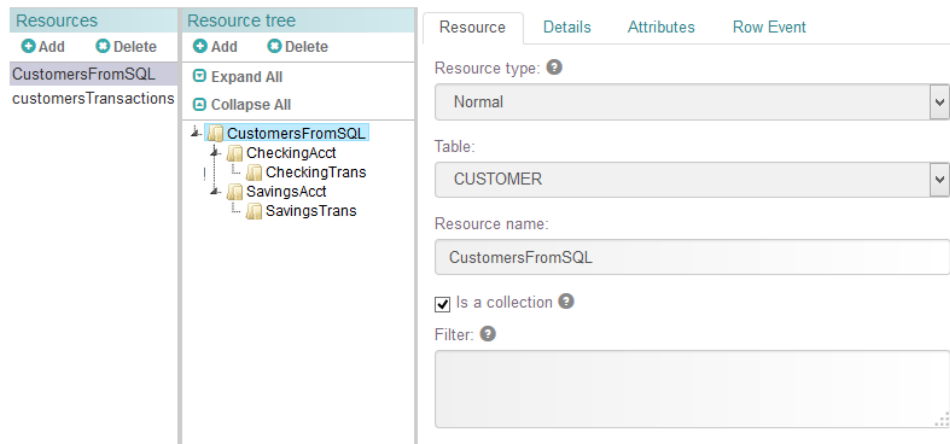 Resources
Add Delete
CustomersFromSQL
customersTransactions
Resource tree
Add Delete
Expand All
Collapse All
CustomersFromSQL
CheckingAcct
CheckingTrans
SavingsAcct
SavingsTrans
Resource Details Attributes Row Event
Resource type: ?
Normal
Table:
CUSTOMER
Resource name:
CustomersFromSQL
Is a collection ?
Filter: ?